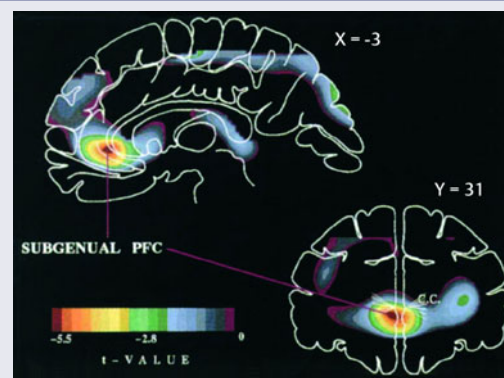 X = -3
Y = 31
SUBGENUAL PFC
C.C.
-5.5 -2.8 0
t-VALUE